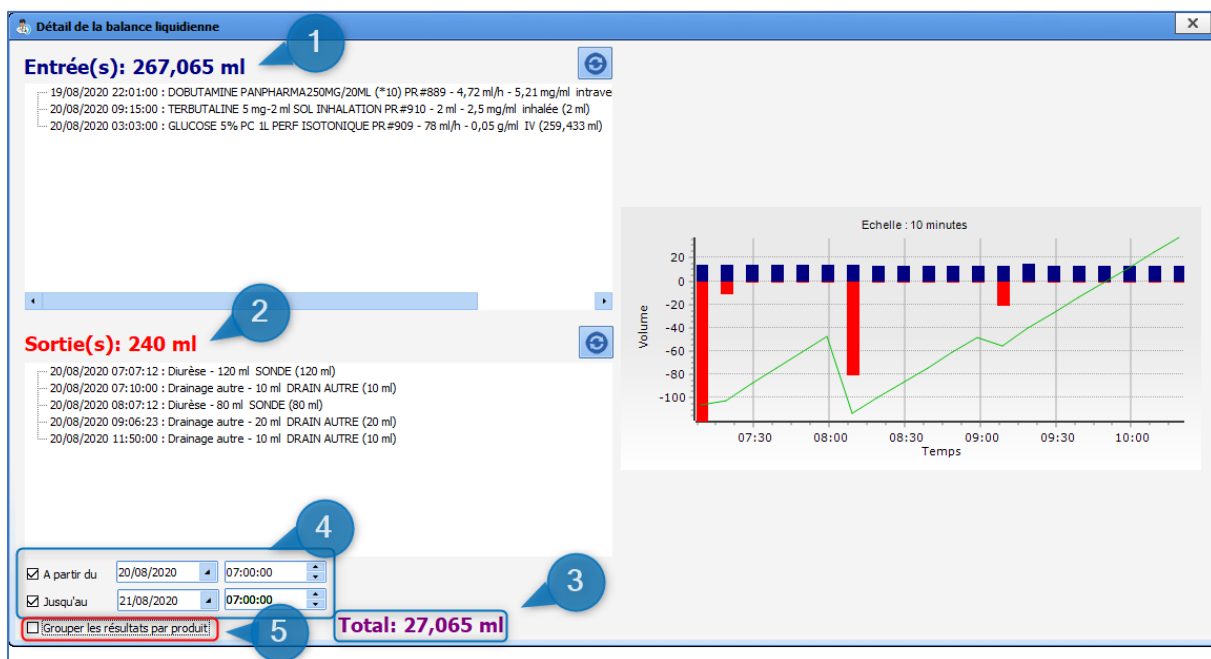 Détail de la balance liquidienne
1
Entrée(s): 267,065 ml
19/08/2020 22:01:00 : DOBUTAMINE PANPHARMA250MG/20ML (*10) PR#889 - 4,72 ml/h - 5,21 mg/ml intrave
20/08/2020 09:15:00 : TERBUTALINE 5 mg-2 ml SOL INHALATION PR#910 - 2 ml - 2,5 mg/ml inhalée (2 ml)
20/08/2020 03:03:00 : GLUCOSE 5% PC 1L PERF ISOTONIQUE PR#909 - 78 ml/h - 0,05 g/ml IV (259,433 ml)
2
Sortie(s): 240 ml
20/08/2020 07:07:12 : Diurèse - 120 ml SONDE (120 ml)
20/08/2020 07:10:00 : Drainage autre - 10 ml DRAIN AUTRE (10 ml)
20/08/2020 08:07:12 : Diurèse - 80 ml SONDE (80 ml)
20/08/2020 09:06:23 : Drainage autre - 20 ml DRAIN AUTRE (20 ml)
20/08/2020 11:50:00 : Drainage autre - 10 ml DRAIN AUTRE (10 ml)
4
A partir du 20/08/2020 07:00:00
Jusqu'au 21/08/2020 07:00:00
Grouper les résultats par produit
5
3
Total: 27,065 ml
Echelle : 10 minutes
Volume
20
0
-20
-40
-60
-80
-100
07:30 08:00 08:30 09:00 09:30 10:00
Temps